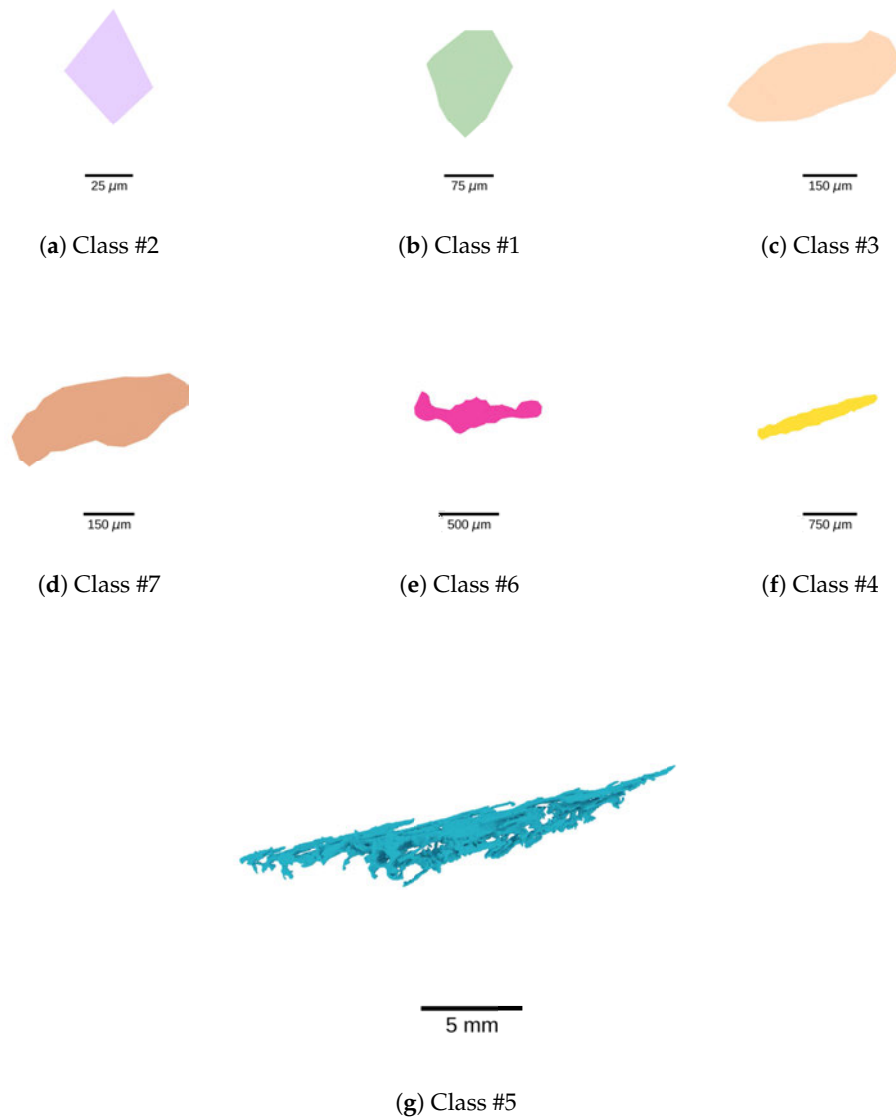 25 μm
75 μm
150 μm
(a) Class #2
(b) Class #1
(c) Class #3
150 μm
500 μm
750 μm
(d) Class #7
(e) Class #6
(f) Class #4
5 mm
(g) Class #5